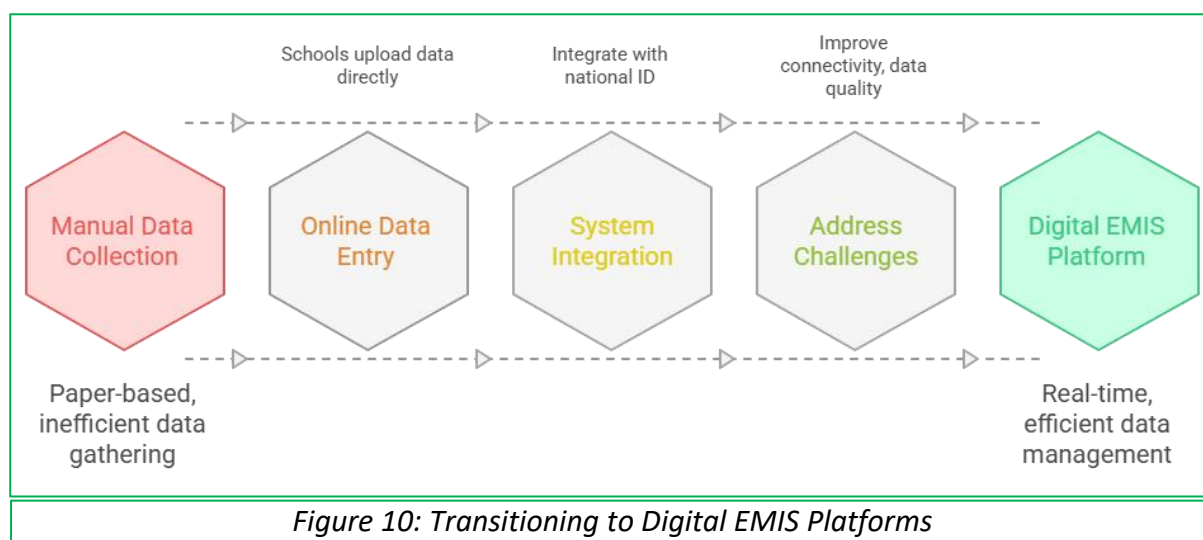 Schools upload data
directly
Integrate with
national ID
Improve
connectivity, data
quality
Manual Data
Collection
Online Data
Entry
System
Integration
Address
Challenges
Digital EMIS
Platform
Paper-based,
inefficient data
gathering
Real-time,
efficient data
management
Figure 10: Transitioning to Digital EMIS Platforms